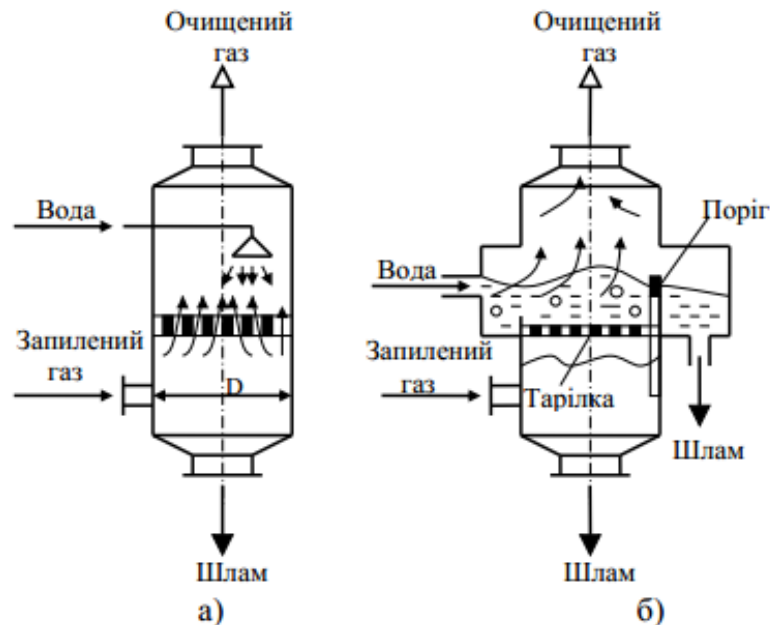 Очищений
газ
Вода
Запилений
газ
D
Шлам
а)
Очищений
газ
Поріг
Вода
Запилений
газ
Тарілка
Шлам
Шлам
б)